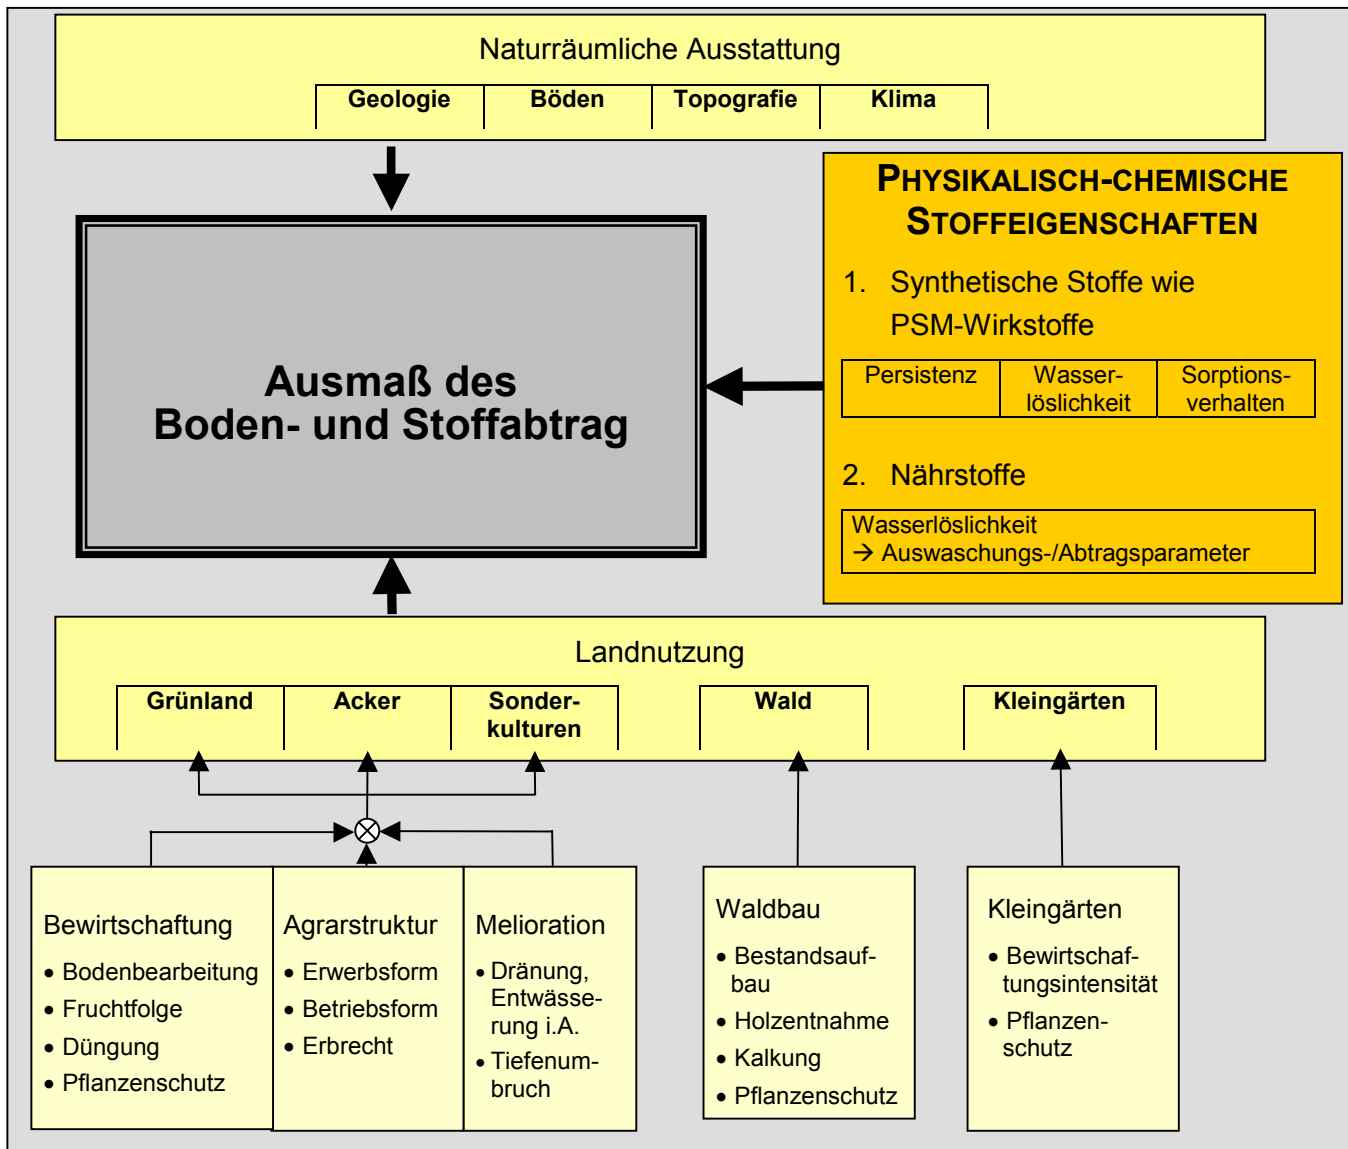 Naturräumliche Ausstattung
Geologie Böden Topografie Klima
PHYSIKALISCH-CHEMISCHE
STOFFEIGENSCHAFTEN
1. Synthetische Stoffe wie
PSM-Wirkstoffe
Persistenz
Wasser-
löslichkeit
Sorptions-
verhalten
2. Nährstoffe
Wasserlöslichkeit
→ Auswaschungs-/Abtragsparameter
Ausmaß des
Boden- und Stoffabtrag
Landnutzung
Grünland
Acker
Sonder-
kulturen
Wald
Kleingärten
Bewirtschaftung
• Bodenbearbeitung
• Fruchtfolge
• Düngung
• Pflanzenschutz
Agrarstruktur
• Erwerbsform
• Betriebsform
• Erbrecht
Melioration
• Dränung,
Entwässe-
rung i.A.
• Tiefenum-
bruch
Waldbau
• Bestandsauf-
bau
• Holzentnahme
• Kalkung
• Pflanzenschutz
Kleingärten
• Bewirtschaf-
tungsintensität
• Pflanzen-
schutz